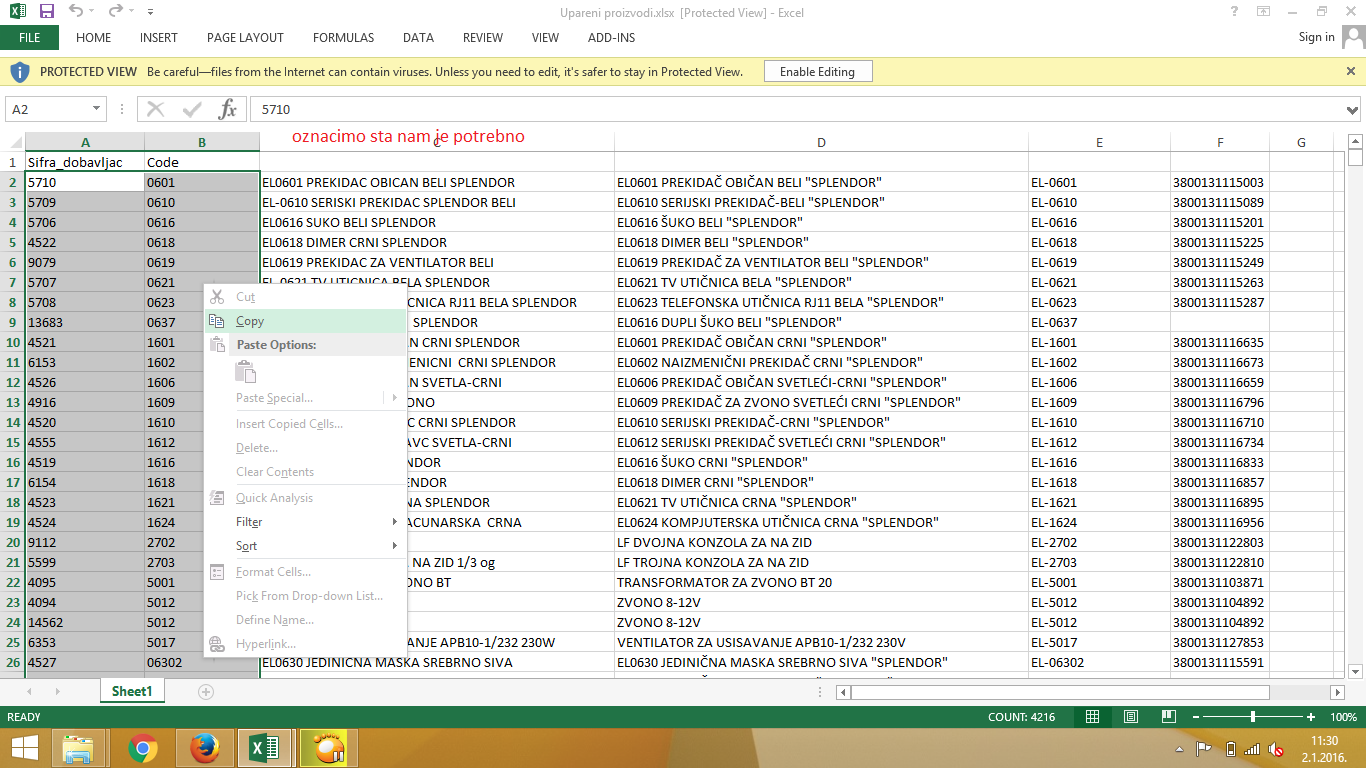 Upareni proizvodi.xlsx [Protected View] - Excel
FILE HOME INSERT PAGE LAYOUT FORMULAS DATA REVIEW VIEW ADD-INS Sign in
PROTECTED VIEW Be careful—files from the Internet can contain viruses. Unless you need to edit, it's safer to stay in Protected View. Enable Editing
A2 fx 5710
oznacimo sta nam je potrebno
A B C D E F G
1 Sifra_dobavljac Code
2 5710 0601 EL0601 PREKIDAC OBICAN BELI SPLENDOR EL0601 PREKIDAČ OBIČAN BELI "SPLENDOR" EL-0601 3800131115003
3 5709 0610 EL-0610 SERISKI PREKIDAC SPLENDOR BELI EL0610 SERIJSKI PREKIDAČ-BELI "SPLENDOR" EL-0610 3800131115089
4 5706 0616 EL0616 SUKO BELI SPLENDOR EL0616 ŠUKO BELI "SPLENDOR" EL-0616 3800131115201
5 4522 0618 EL0618 DIMER CRNI SPLENDOR EL0618 DIMER BELI "SPLENDOR" EL-0618 3800131115225
6 9079 0619 EL0619 PREKIDAC ZA VENTILATOR BELI EL0619 PREKIDAČ ZA VENTILATOR BELI "SPLENDOR" EL-0619 3800131115249
7 5707 0621 EL-0621 TV UTICNICA BELA SPLENDOR EL0621 TV UTIČNICA BELA "SPLENDOR" EL-0621 3800131115263
8 5708 0623 CNICA RJ11 BELA SPLENDOR EL0623 TELEFONSKA UTIČNICA RJ11 BELA "SPLENDOR" EL-0623 3800131115287
9 13683 0637 SPLENDOR EL0616 DUPLI ŠUKO BELI "SPLENDOR" EL-0637
10 4521 1601 N CRNI SPLENDOR EL0601 PREKIDAČ OBIČAN CRNI "SPLENDOR" EL-1601 3800131116635
11 6153 1602 ENICNI CRNI SPLENDOR EL0602 NAIZMENIČNI PREKIDAČ CRNI "SPLENDOR" EL-1602 3800131116673
12 4526 1606 N SVETLA-CRNI EL0606 PREKIDAČ OBIČAN SVETLEĆI-CRNI "SPLENDOR" EL-1606 3800131116659
13 4916 1609 ONO EL0609 PREKIDAČ ZA ZVONO SVETLEĆI CRNI "SPLENDOR" EL-1609 3800131116796
14 4520 1610 C CRNI SPLENDOR EL0610 SERIJSKI PREKIDAČ-CRNI "SPLENDOR" EL-1610 3800131116710
15 4555 1612 AVC SVETLA-CRNI EL0612 SERIJSKI PREKIDAČ SVETLEĆI CRNI "SPLENDOR" EL-1612 3800131116734
16 4519 1616 NDOR EL0616 ŠUKO CRNI "SPLENDOR" EL-1616 3800131116833
17 6154 1618 ENDOR EL0618 DIMER CRNI "SPLENDOR" EL-1618 3800131116857
18 4523 1621 NA SPLENDOR EL0621 TV UTIČNICA CRNA "SPLENDOR" EL-1621 3800131116895
19 4524 1624 ACUNARSKA CRNA EL0624 KOMPJUTERSKA UTIČNICA CRNA "SPLENDOR" EL-1624 3800131116956
20 9112 2702 LF DVOJNA KONZOLA ZA NA ZID EL-2702 3800131122803
21 5599 2703 NA ZID 1/3 og LF TROJNA KONZOLA ZA NA ZID EL-2703 3800131122810
22 4095 5001 ONO BT TRANSFORMATOR ZA ZVONO BT 20 EL-5001 3800131103871
23 4094 5012 ZVONO 8-12V EL-5012 3800131104892
24 14562 5012 ZVONO 8-12V EL-5012 3800131104892
25 6353 5017 AVANJE APB10-1/232 230W VENTILATOR ZA USISAVANJE APB10-1/232 230V EL-5017 3800131127853
26 4527 06302 EL0630 JEDINICNA MASKA SREBRNO SIVA EL0630 JEDINIČNA MASKA SREBRNO SIVA "SPLENDOR" EL-06302 3800131115591
Cut
Copy
Paste Options:
Paste Special...
Insert Copied Cells...
Delete...
Clear Contents
Quick Analysis
Filter
Sort
Format Cells...
Pick From Drop-down List...
Define Name...
Hyperlink...
Sheet1
READY COUNT: 4216 100%
11:30
2.1.2016.